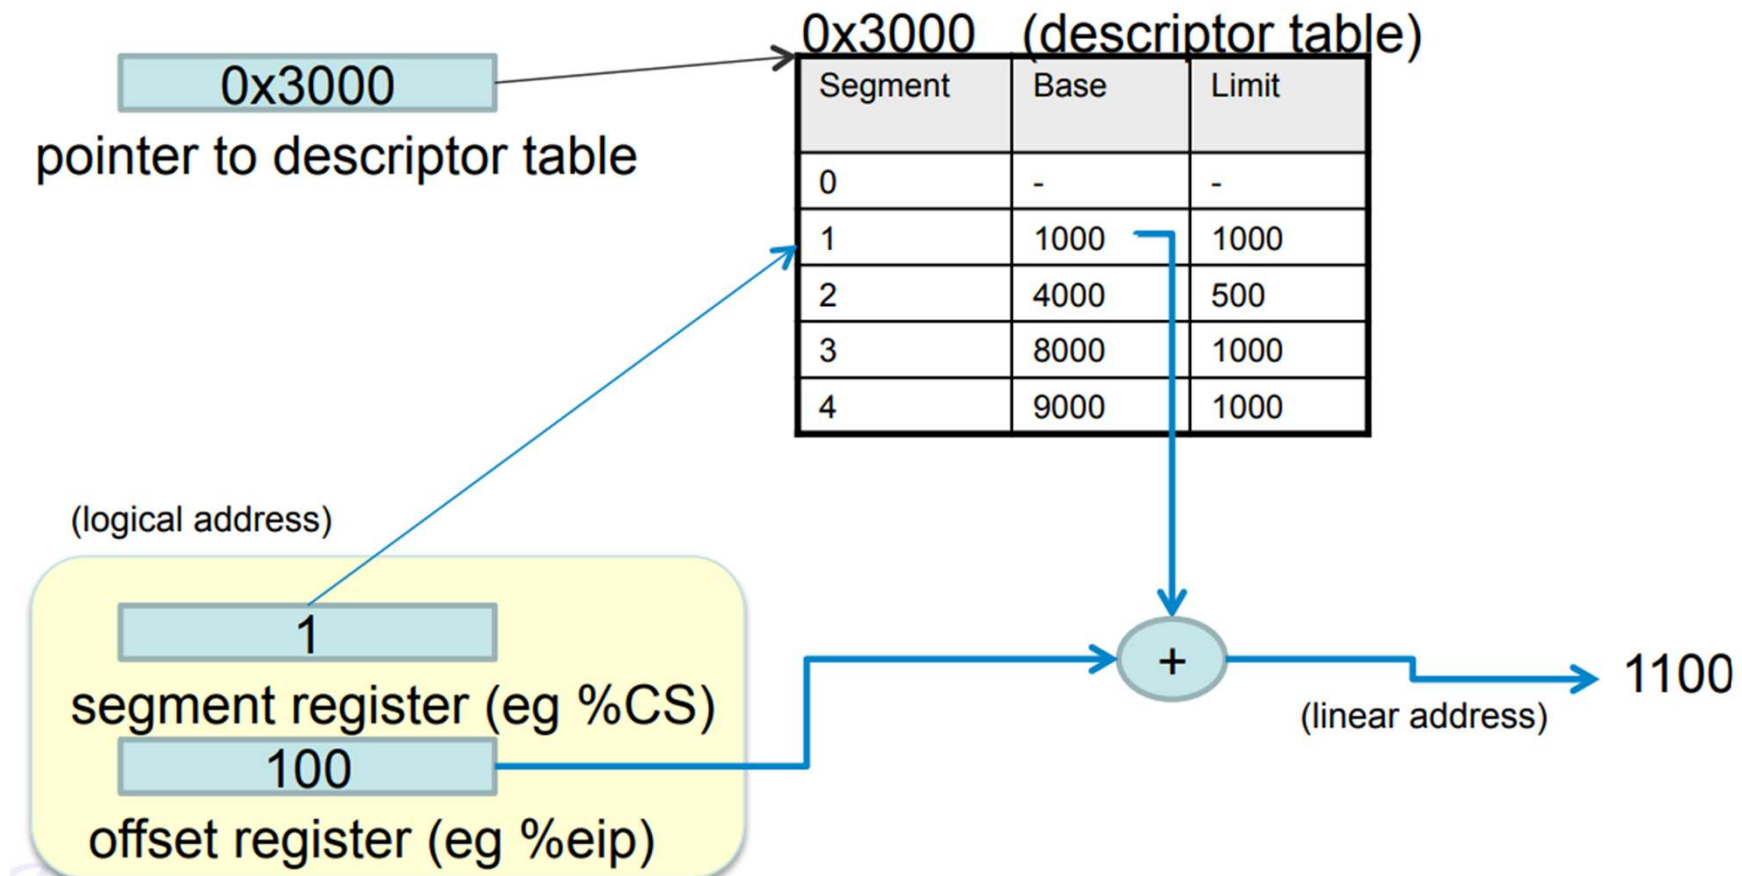 0x3000 (descriptor table)
0x3000
pointer to descriptor table
Segment Base Limit
0 - -
1 1000 1000
2 4000 500
3 8000 1000
4 9000 1000
(logical address)
1
segment register (eg %CS)
100
offset register (eg %eip)
+
1100
(linear address)